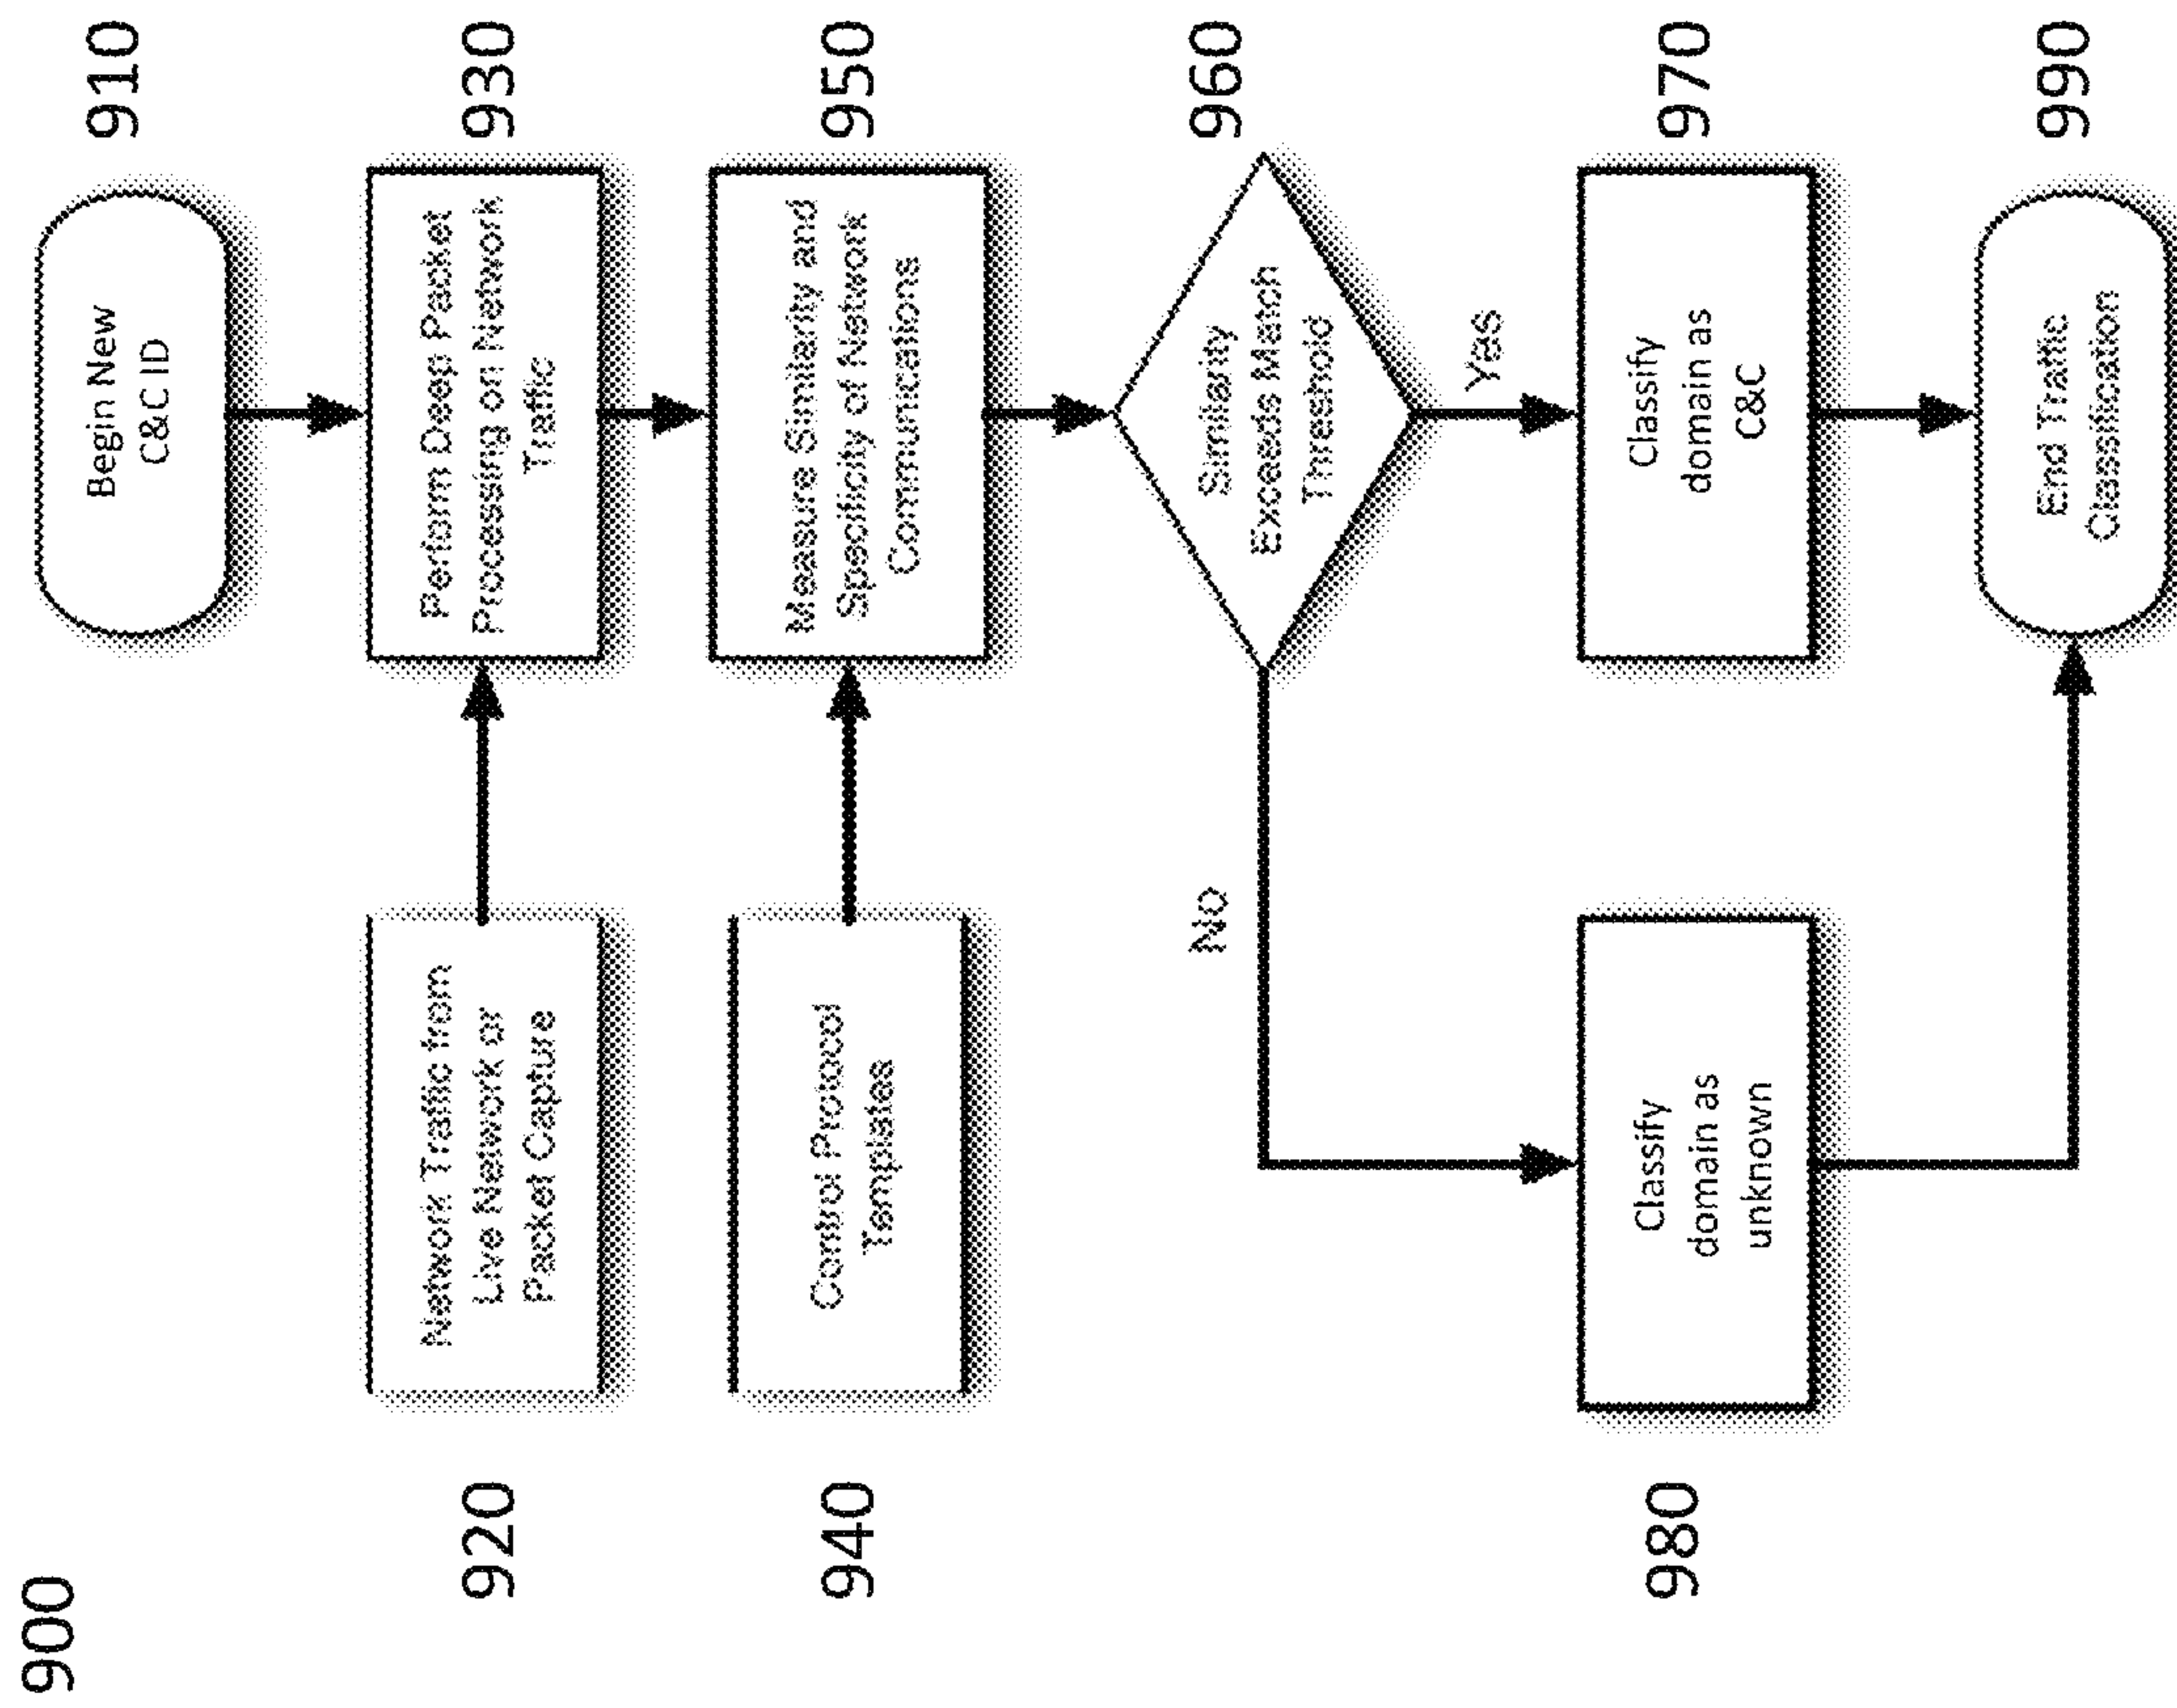 900
Begin New
C&C ID
910
920
Network Traffic from
Live Network or
Packet Capture
Perform Deep Packet
Processing on Network
Traffic
930
940
Control Protocol
Templates
Measure Similarity and
Specificity of Network
Communications
950
Similarity
Exceeds Match
Threshold
960
No
Yes
980
Classify
domain as
unknown
Classify
domain as
C&C
970
End Traffic
Classification
990